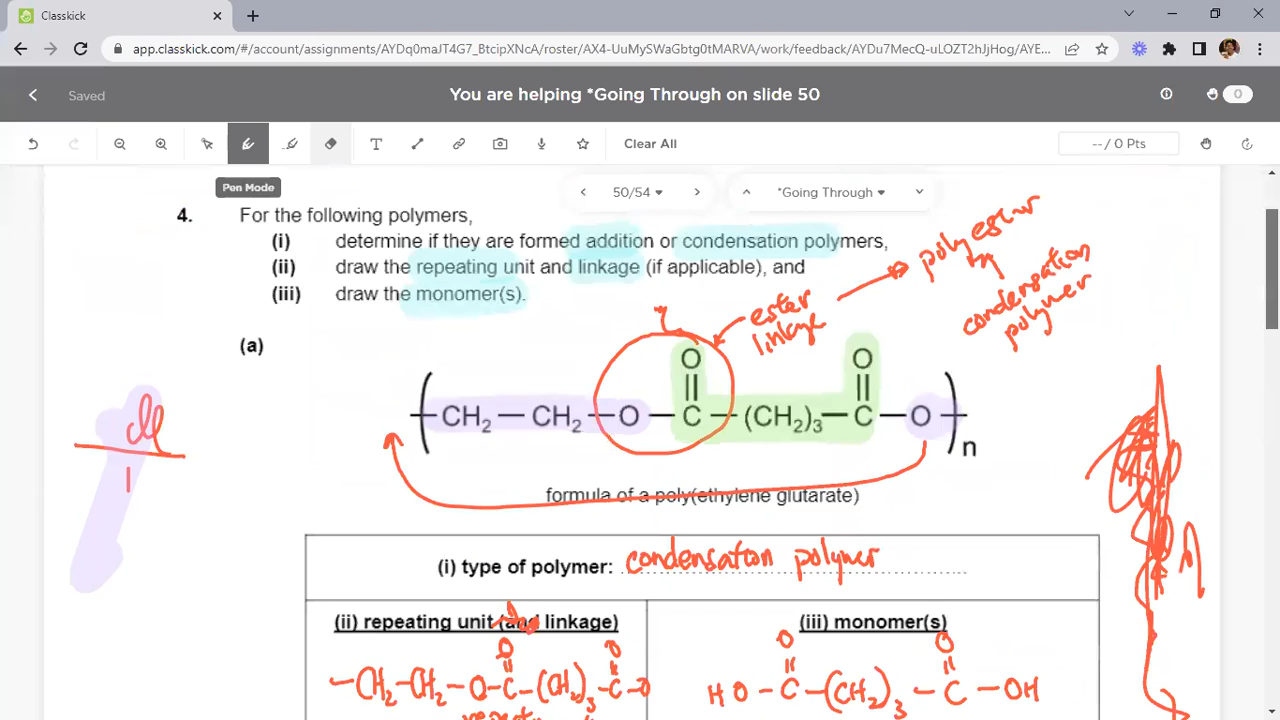 Classkick
app.classkick.com/#/account/assignments/AYDq0maJT4G7_BtcipXNCA/roster/AX4-UuMySWaGbtg0tMARVA/work/feedback/AYDu7MecQ-uLOZT2hJjHog/AYE...
Saved
You are helping *Going Through on slide 50
0
T
Clear All
-- / 0 Pts
Pen Mode
50/54
*Going Through
4. For the following polymers,
(i) determine if they are formed addition or condensation polymers,
(ii) draw the repeating unit and linkage (if applicable), and
(iii) draw the monomer(s).
polyester
condensation
polymer
ester
linkage
(a)
O O
CH2 — CH2 — O — C — (CH2)3 — C — O
n
formula of a poly(ethylene glutarate)
(i) type of polymer: condensation polymer
(ii) repeating unit (and linkage)
(iii) monomer(s)
O O
—CH2—CH2—O—C—(CH2)3—C—O
O O
HO—C—(CH2)3—C—OH